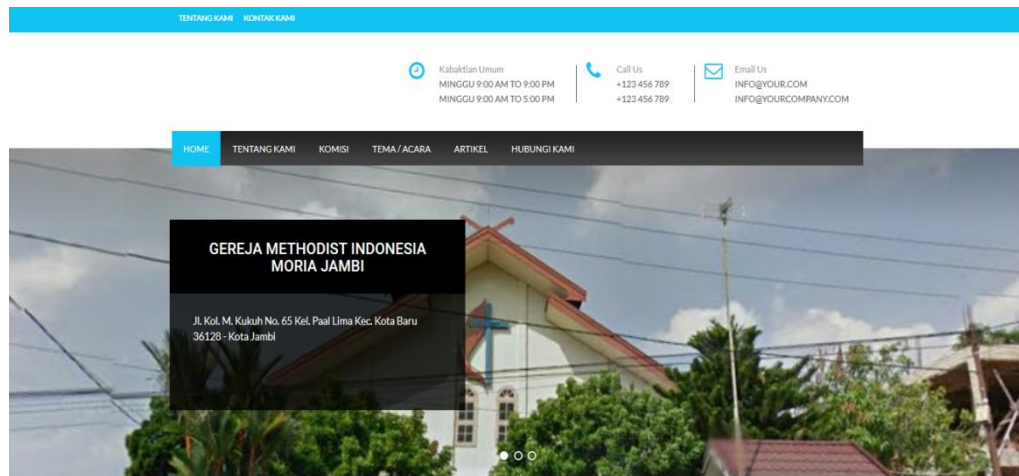 TENTANG KAMI KONTAK KAMI
Kabaktian Umum
MINGGU 9:00 AM TO 9:00 PM
MINGGU 9:00 AM TO 5:00 PM
Call Us
+123 456 789
+123 456 789
Email Us
INFO@YOUR.COM
INFO@YOURCOMPANY.COM
HOME TENTANG KAMI KOMISI TEMA / ACARA ARTIKEL HUBUNGI KAMI
GEREJA METHODIST INDONESIA
MORIA JAMBI
Jl. Kol. M. Kukuh No. 65 Kel. Paal Lima Kec. Kota Baru
36128 - Kota Jambi